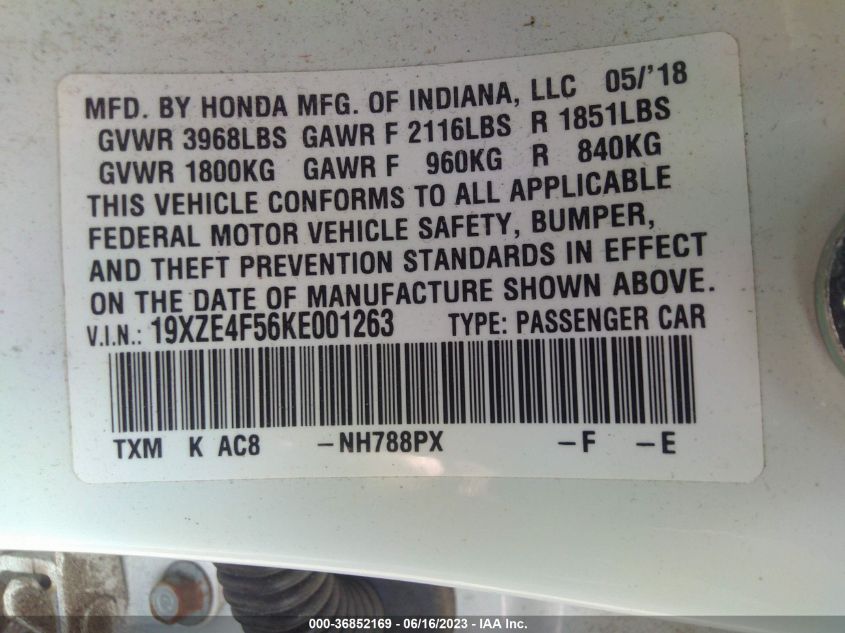 MFD. BY HONDA MFG. OF INDIANA, LLC 05/'18
GVWR 3968LBS GAWR F 2116LBS R 1851LBS
GVWR 1800KG GAWR F 960KG R 840KG
THIS VEHICLE CONFORMS TO ALL APPLICABLE
FEDERAL MOTOR VEHICLE SAFETY, BUMPER,
AND THEFT PREVENTION STANDARDS IN EFFECT
ON THE DATE OF MANUFACTURE SHOWN ABOVE.
V.I.N.: 19XZE4F56KE001263 TYPE: PASSENGER CAR
TXM K AC8 –NH788PX –F –E
000-36852169 - 06/16/2023 - IAA Inc.